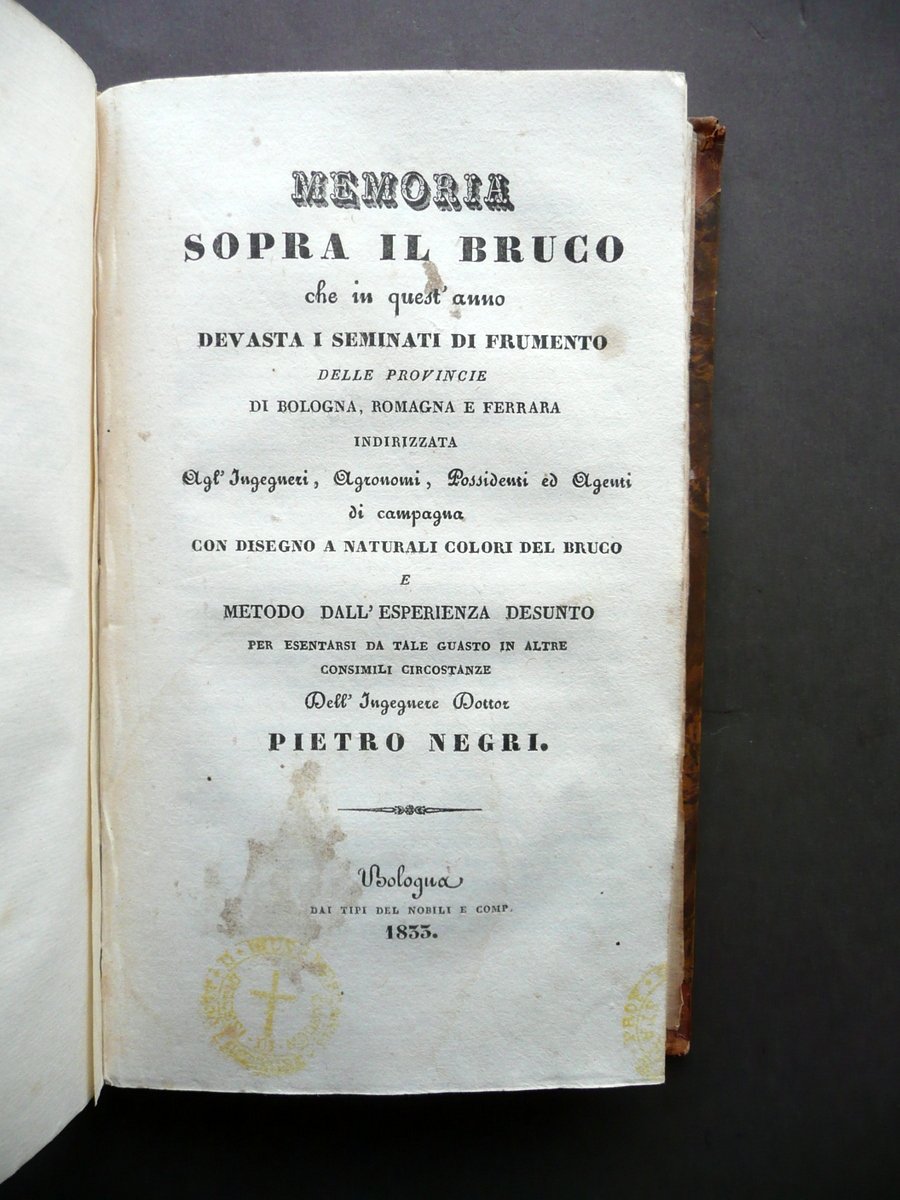 MEMORIA
SOPRA IL BRUCO
che in quest' anno
DEVASTA I SEMINATI DI FRUMENTO
DELLE PROVINCIE
DI BOLOGNA, ROMAGNA E FERRARA
INDIRIZZATA
Agl' Ingegneri, Agronomi, Possidenti ed Agenti
di campagna
CON DISEGNO A NATURALI COLORI DEL BRUCO
E
METODO DALL' ESPERIENZA DESUNTO
PER ESENTARSI DA TALE GUASTO IN ALTRE
CONSIMILI CIRCOSTANZE
Dell' Ingegnere Dottor
PIETRO NEGRI.
Bologna
DAI TIPI DEL NOBILI E COMP.
1833.